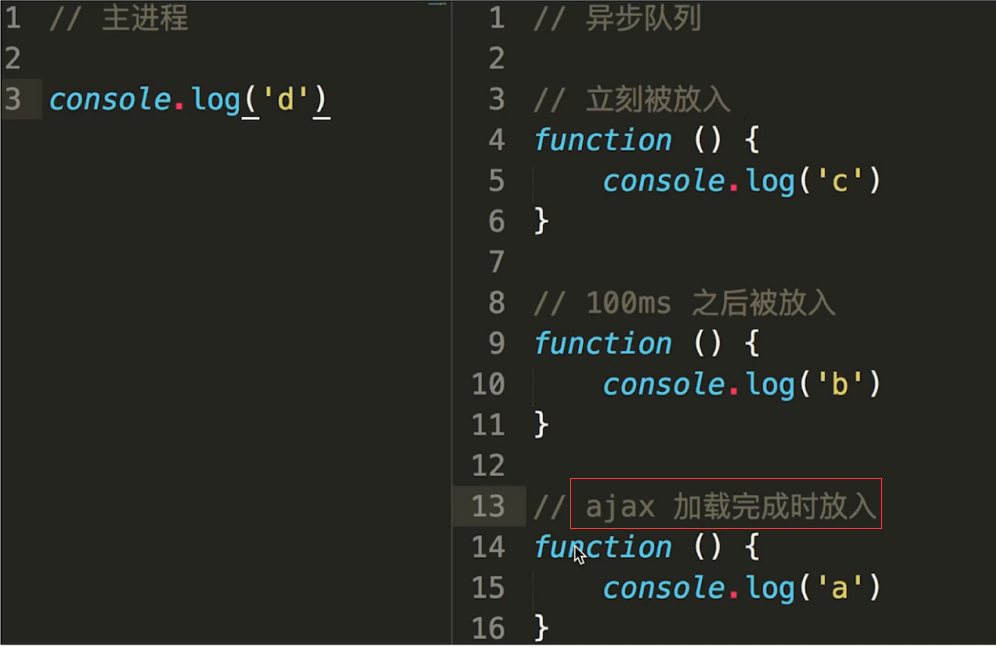 1 // 主进程
2
3 console.log('d')
1 // 异步队列
2
3 // 立刻被放入
4 function () {
5     console.log('c')
6 }
7
8 // 100ms 之后被放入
9 function () {
10     console.log('b')
11 }
12
13 // ajax 加载完成时放入
14 function () {
15     console.log('a')
16 }